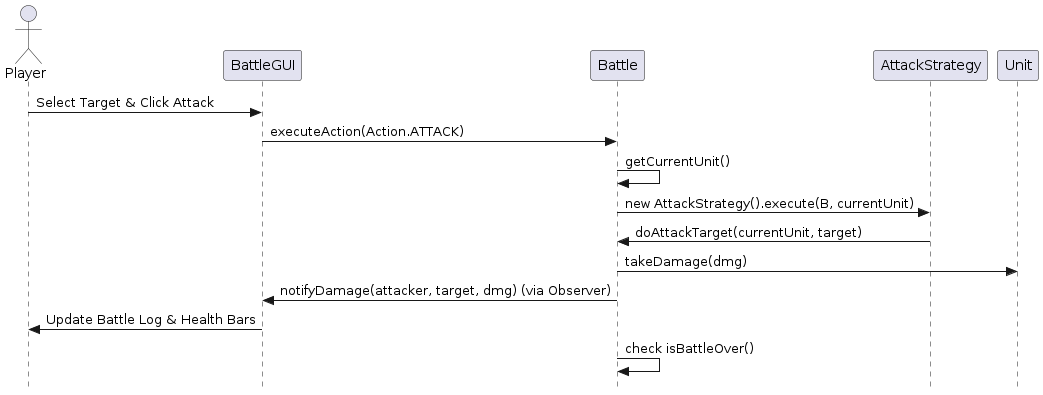 Player
BattleGUI
Battle
AttackStrategy
Unit
Select Target & Click Attack
executeAction(Action.ATTACK)
getCurrentUnit()
new AttackStrategy().execute(B, currentUnit)
doAttackTarget(currentUnit, target)
takeDamage(dmg)
notifyDamage(attacker, target, dmg) (via Observer)
Update Battle Log & Health Bars
check isBattleOver()